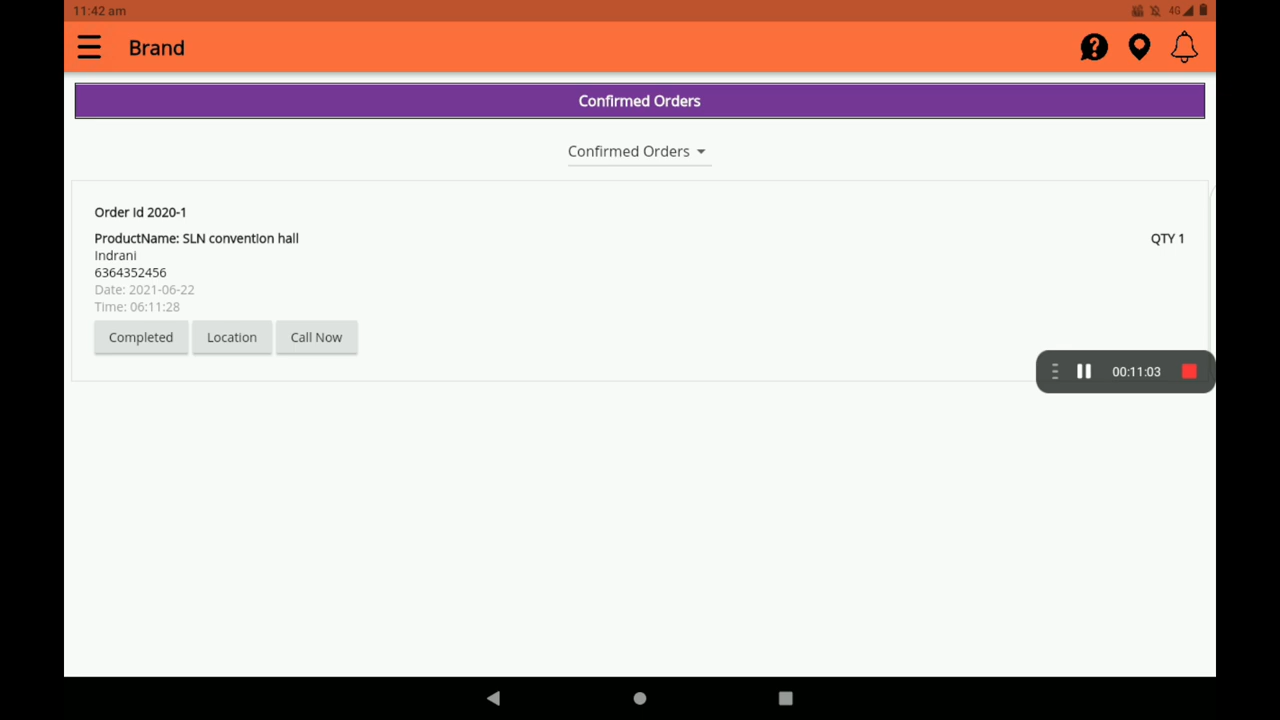 11:42 am
4G
Brand
Confirmed Orders
Confirmed Orders
Order Id 2020-1
ProductName: SLN convention hall
QTY 1
Indrani
6364352456
Date: 2021-06-22
Time: 06:11:28
Completed Location Call Now
00:11:03